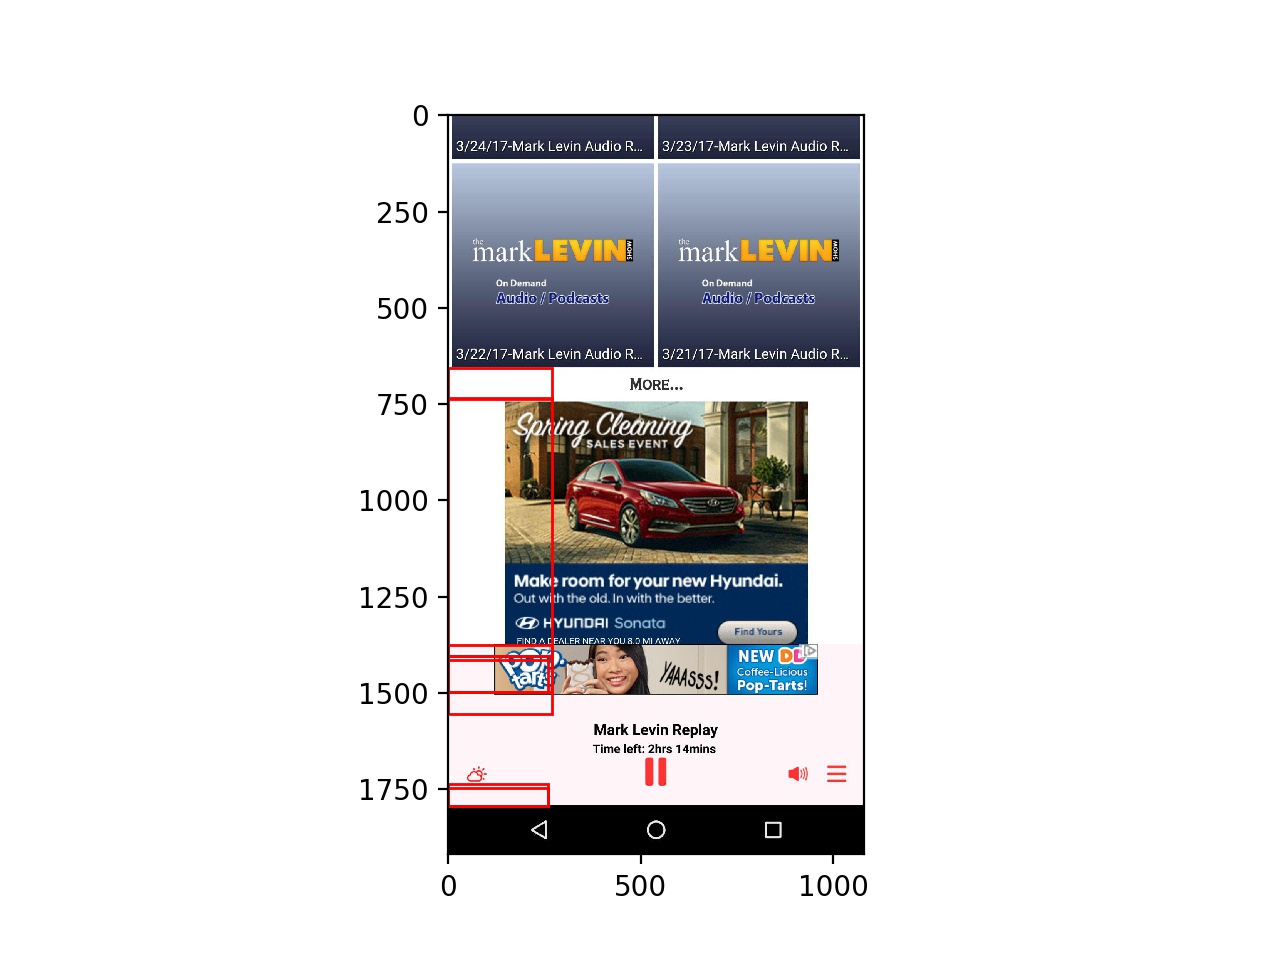 0
250
500
750
1000
1250
1500
1750
0
500
1000
3/24/17-Mark Levin Audio R...
3/23/17-Mark Levin Audio R...
the
mark LEVIN SHOW
On Demand
Audio / Podcasts
3/22/17-Mark Levin Audio R...
the
mark LEVIN SHOW
On Demand
Audio / Podcasts
3/21/17-Mark Levin Audio R...
MORE...
Spring Cleaning
SALES EVENT
Make room for your new Hyundai.
Out with the old. In with the better.
HYUNDAI Sonata
Find Yours
FIND A DEALER NEAR YOU 8.0 MI AWAY
POP.
tarts
YAAASSS!
NEW DD
Coffee-Licious
Pop-Tarts!
Mark Levin Replay
Time left: 2hrs 14mins